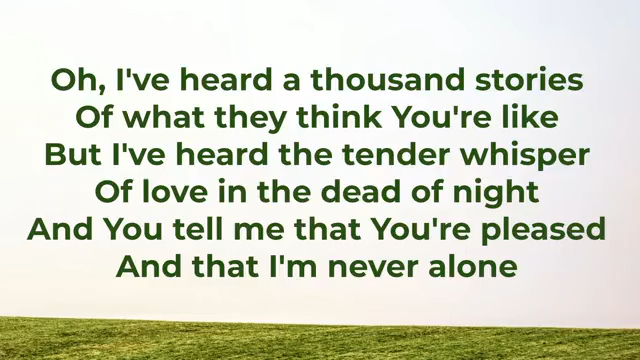 Oh, I've heard a thousand stories
Of what they think You're like
But I've heard the tender whisper
Of love in the dead of night
And You tell me that You're pleased
And that I'm never alone